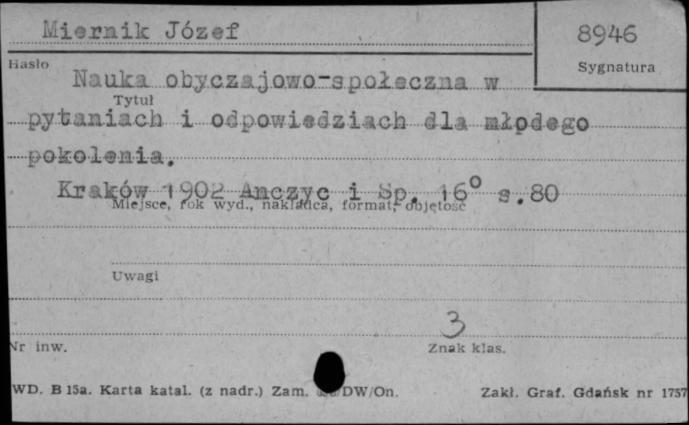 Miernik Józef
8946
Hasło
Sygnatura
Nauka obyczajowo-społeczna w
Tytuł
pytaniach i odpowiedziach dla młodego
pokolenia.
Kraków 1902 Anczyc i Sp. 16° s.80
Miejsce, rok wyd., nakładca, format, objętość
Uwagi
3
Nr inw.
Znak klas.
WD. B 15a. Karta katal. (z nadr.) Zam. DW/On.
Zakł. Graf. Gdańsk nr 1757